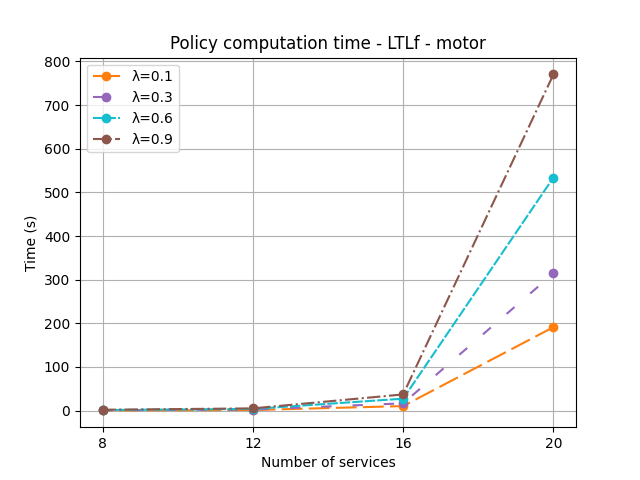 Policy computation time - LTLf - motor
λ=0.1
λ=0.3
λ=0.6
λ=0.9
800
700
600
500
400
300
200
100
0
Time (s)
8 12 16 20
Number of services